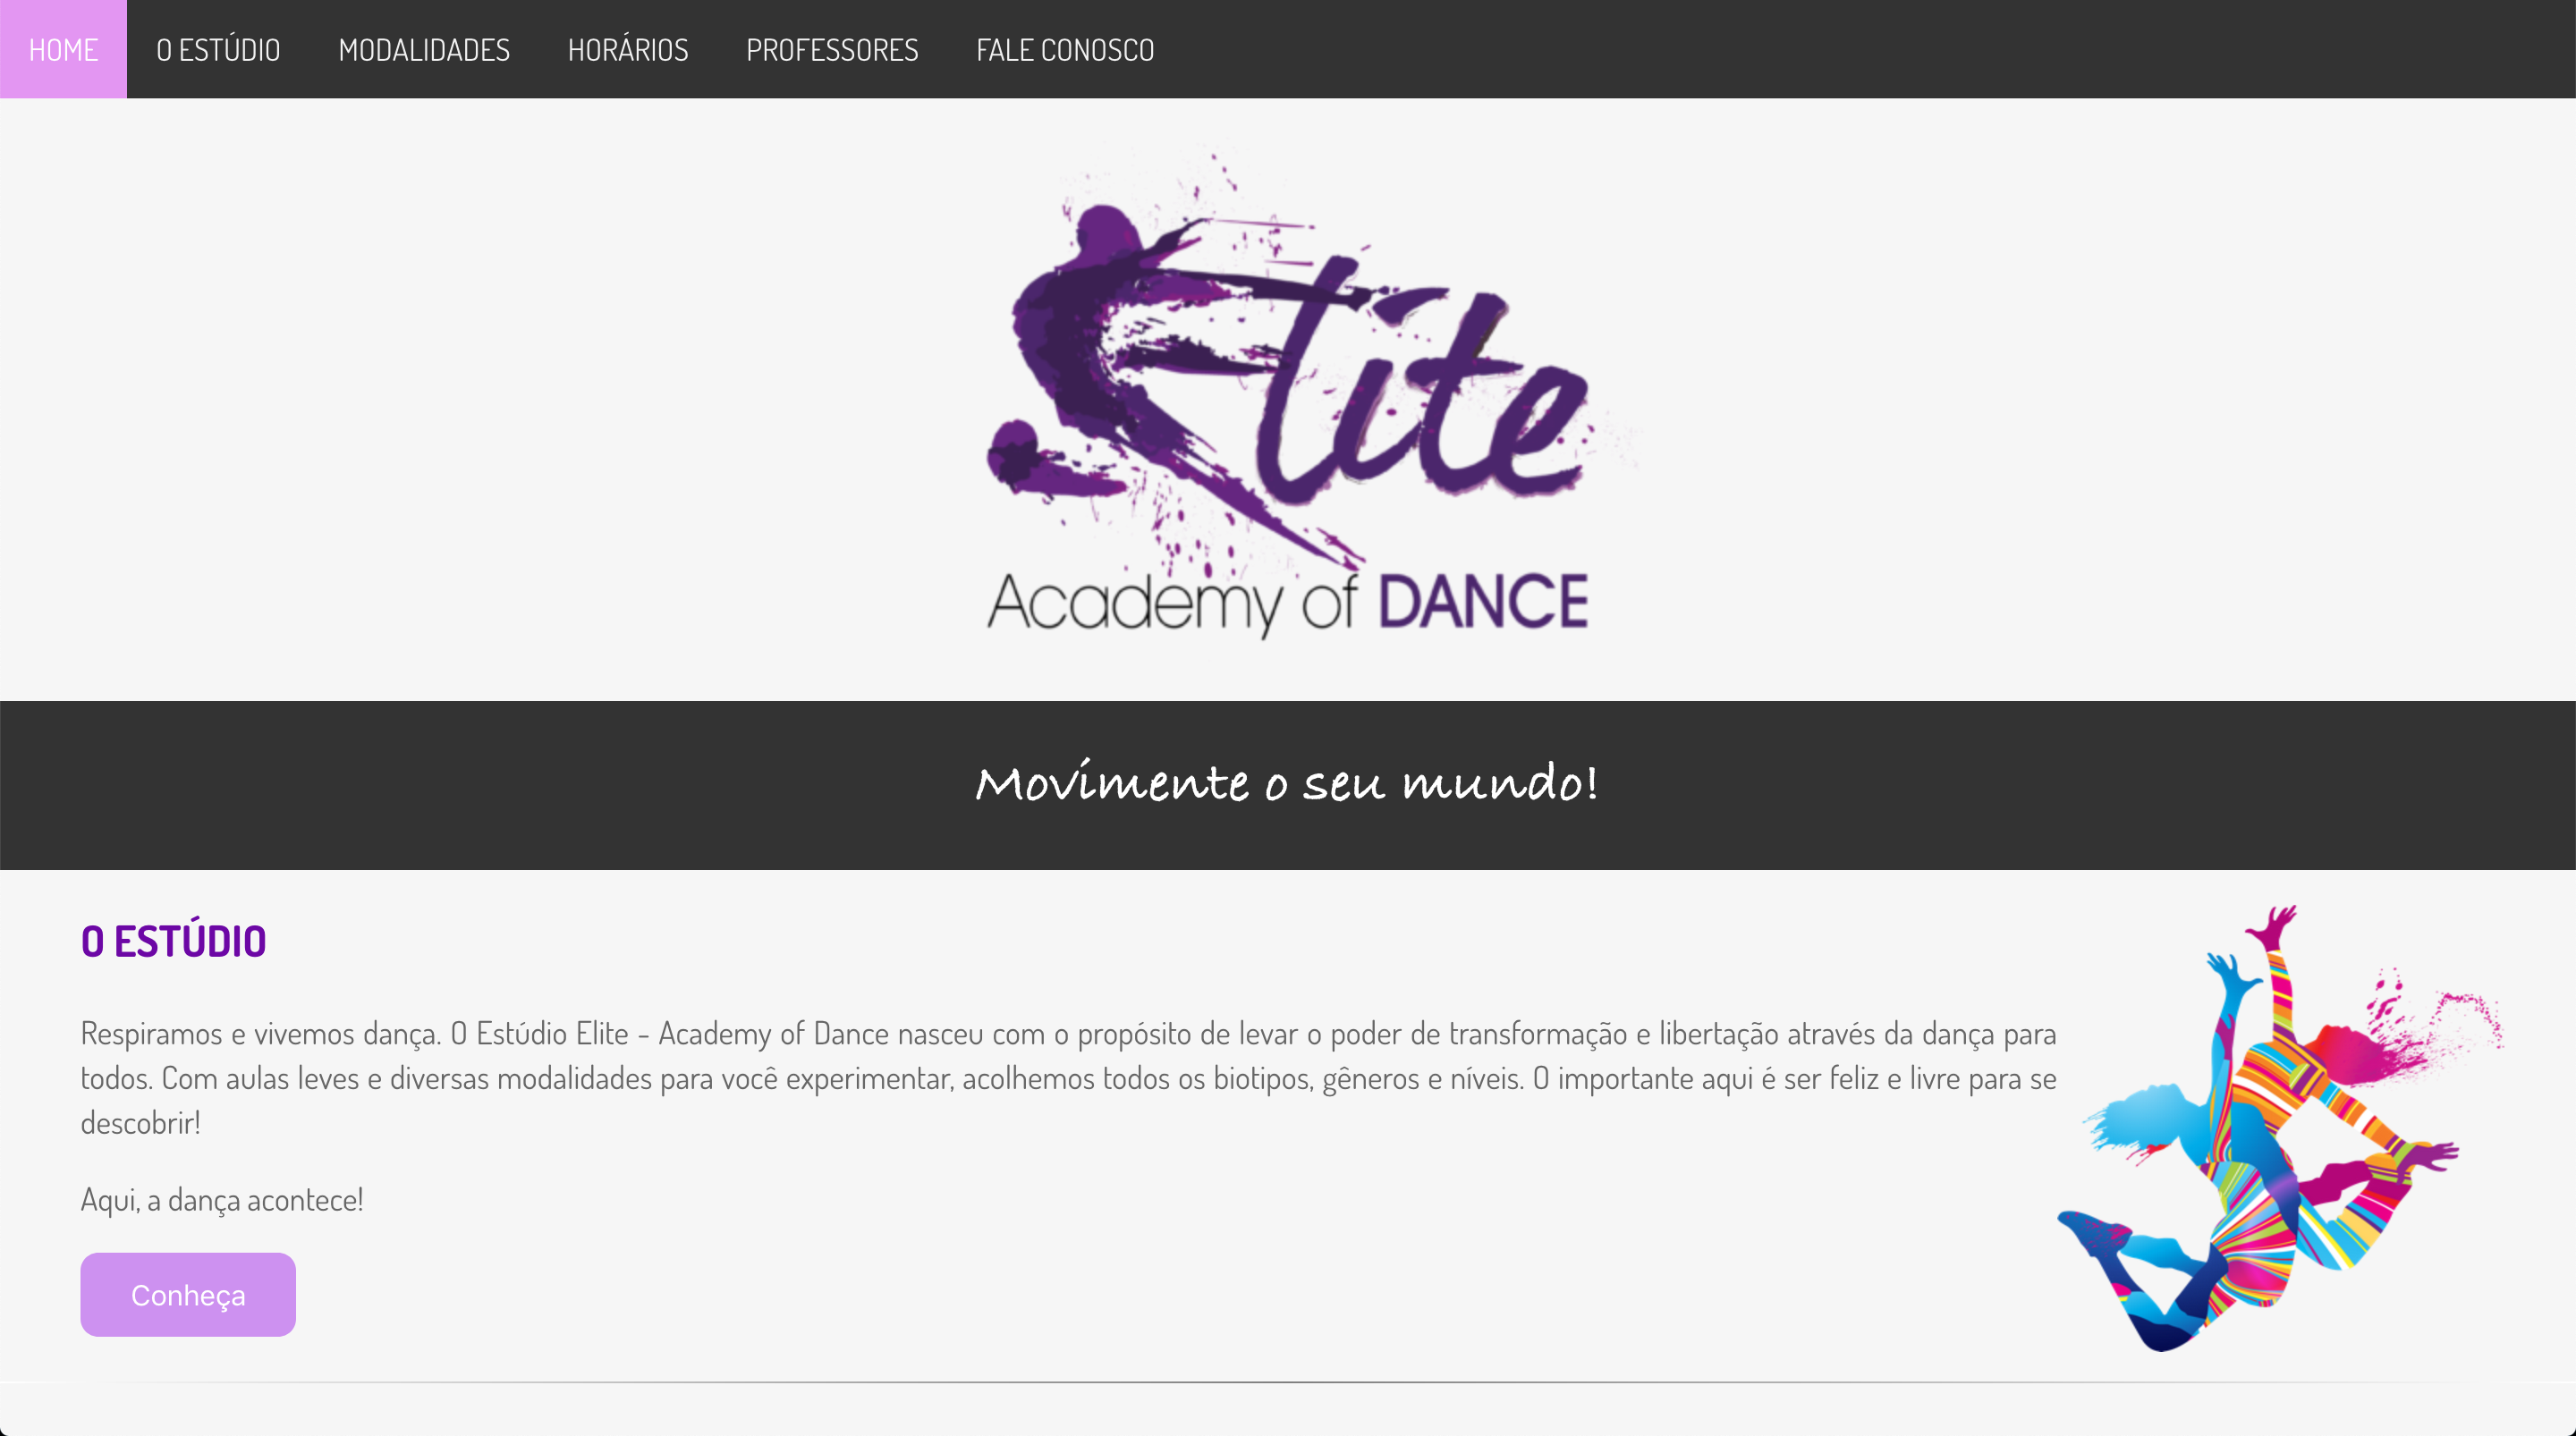 HOME O ESTÚDIO MODALIDADES HORÁRIOS PROFESSORES FALE CONOSCO
Elite
Academy of DANCE
Movimente o seu mundo!
O ESTÚDIO
Respiramos e vivemos dança. O Estúdio Elite - Academy of Dance nasceu com o propósito de levar o poder de transformação e libertação através da dança para
todos. Com aulas leves e diversas modalidades para você experimentar, acolhemos todos os biotipos, gêneros e níveis. O importante aqui é ser feliz e livre para se
descobrir!
Aqui, a dança acontece!
Conheça